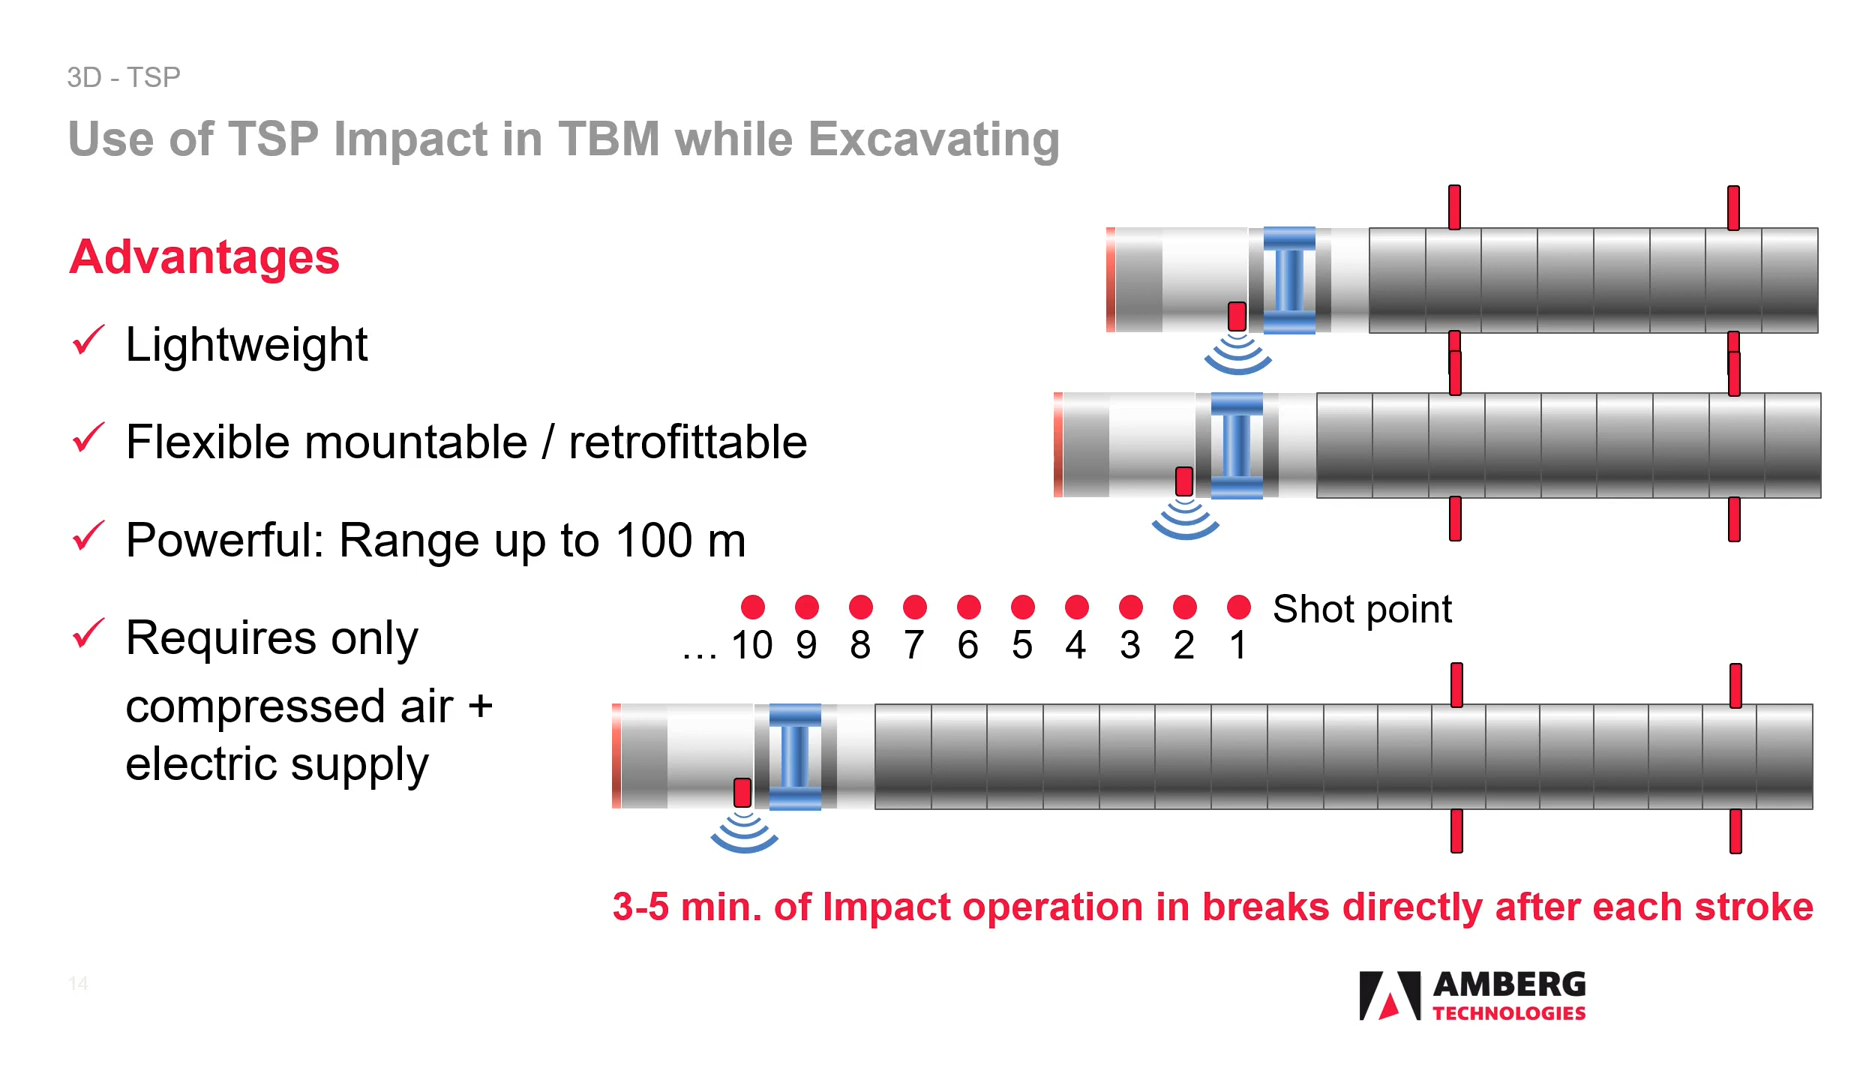 3D - TSP
Use of TSP Impact in TBM while Excavating
Advantages
Lightweight
Flexible mountable / retrofittable
Powerful: Range up to 100 m
Requires only
compressed air +
electric supply
Shot point
... 10 9 8 7 6 5 4 3 2 1
3-5 min. of Impact operation in breaks directly after each stroke
14
AMBERG
TECHNOLOGIES